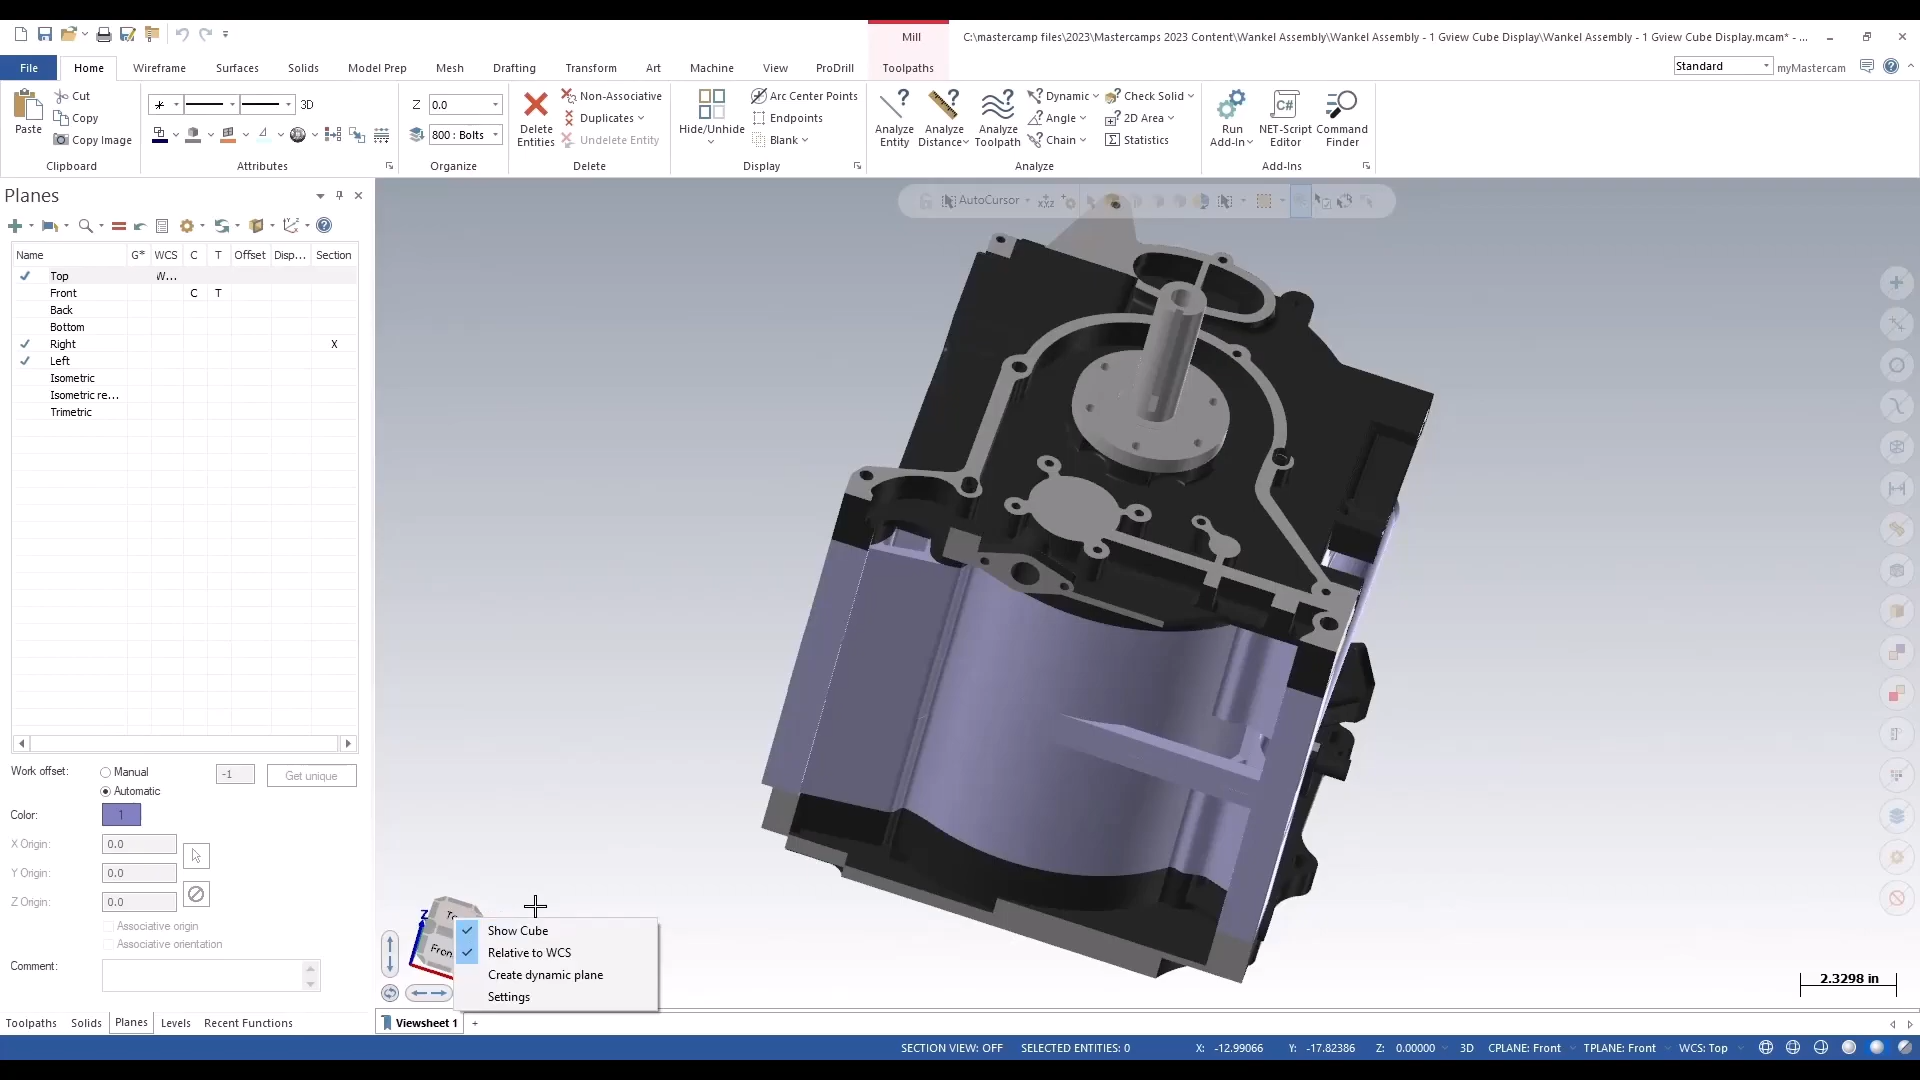 Mill
C:\mastercamp files\2023\Mastercamps 2023 Content\Wankel Assembly\Wankel Assembly - 1 Gview Cube Display\Wankel Assembly - 1 Gview Cube Display.mcam* - ...
File Home Wireframe Surfaces Solids Model Prep Mesh Drafting Transform Art Machine View ProDrill Toolpaths
Standard myMastercam
Paste
Cut
Copy
Copy Image
Clipboard
3D
Attributes
Z 0.0
800 : Bolts
Organize
Delete Entities
Non-Associative
Duplicates
Undelete Entity
Delete
Hide/Unhide
Arc Center Points
Endpoints
Blank
Display
Analyze Entity
Analyze Distance
Analyze Toolpath
Dynamic
Angle
Chain
Check Solid
2D Area
Statistics
Analyze
Run Add-In
C#
NET-Script Editor
Command Finder
Add-Ins
Planes
AutoCursor
XYZ
Name G* WCS C T Offset Disp... Section
Top W...
Front C T
Back
Bottom
Right X
Left
Isometric
Isometric re...
Trimetric
Work offset: Manual -1 Get unique
Automatic
Color: 1
X Origin: 0.0
Y Origin: 0.0
Z Origin: 0.0
Associative origin
Associative orientation
Comment:
Z
To
Fron
Show Cube
Relative to WCS
Create dynamic plane
Settings
2.3298 in
Toolpaths Solids Planes Levels Recent Functions
Viewsheet 1 +
SECTION VIEW: OFF SELECTED ENTITIES: 0 X: -12.99066 Y: -17.82386 Z: 0.00000 3D CPLANE: Front TPLANE: Front WCS: Top